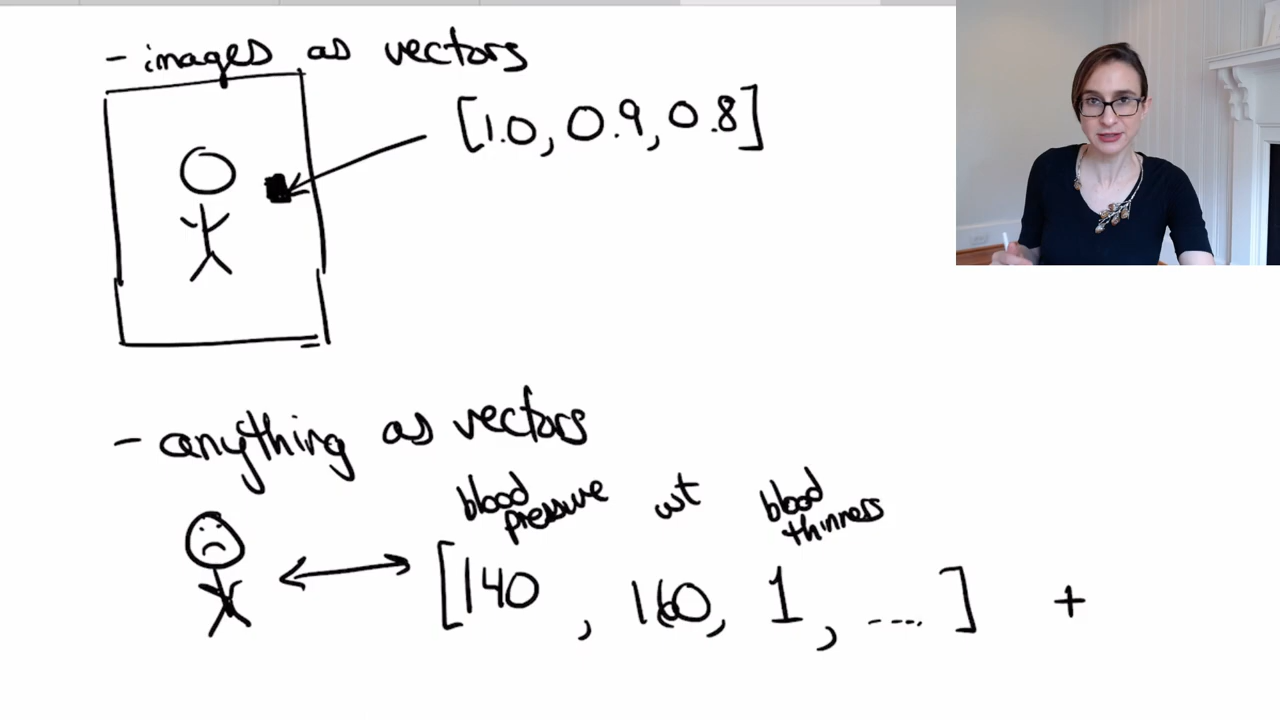 - images as vectors
[1.0, 0.9, 0.8]
- anything as vectors
blood pressure wt blood thinness
[140, 160, 1, ....] +